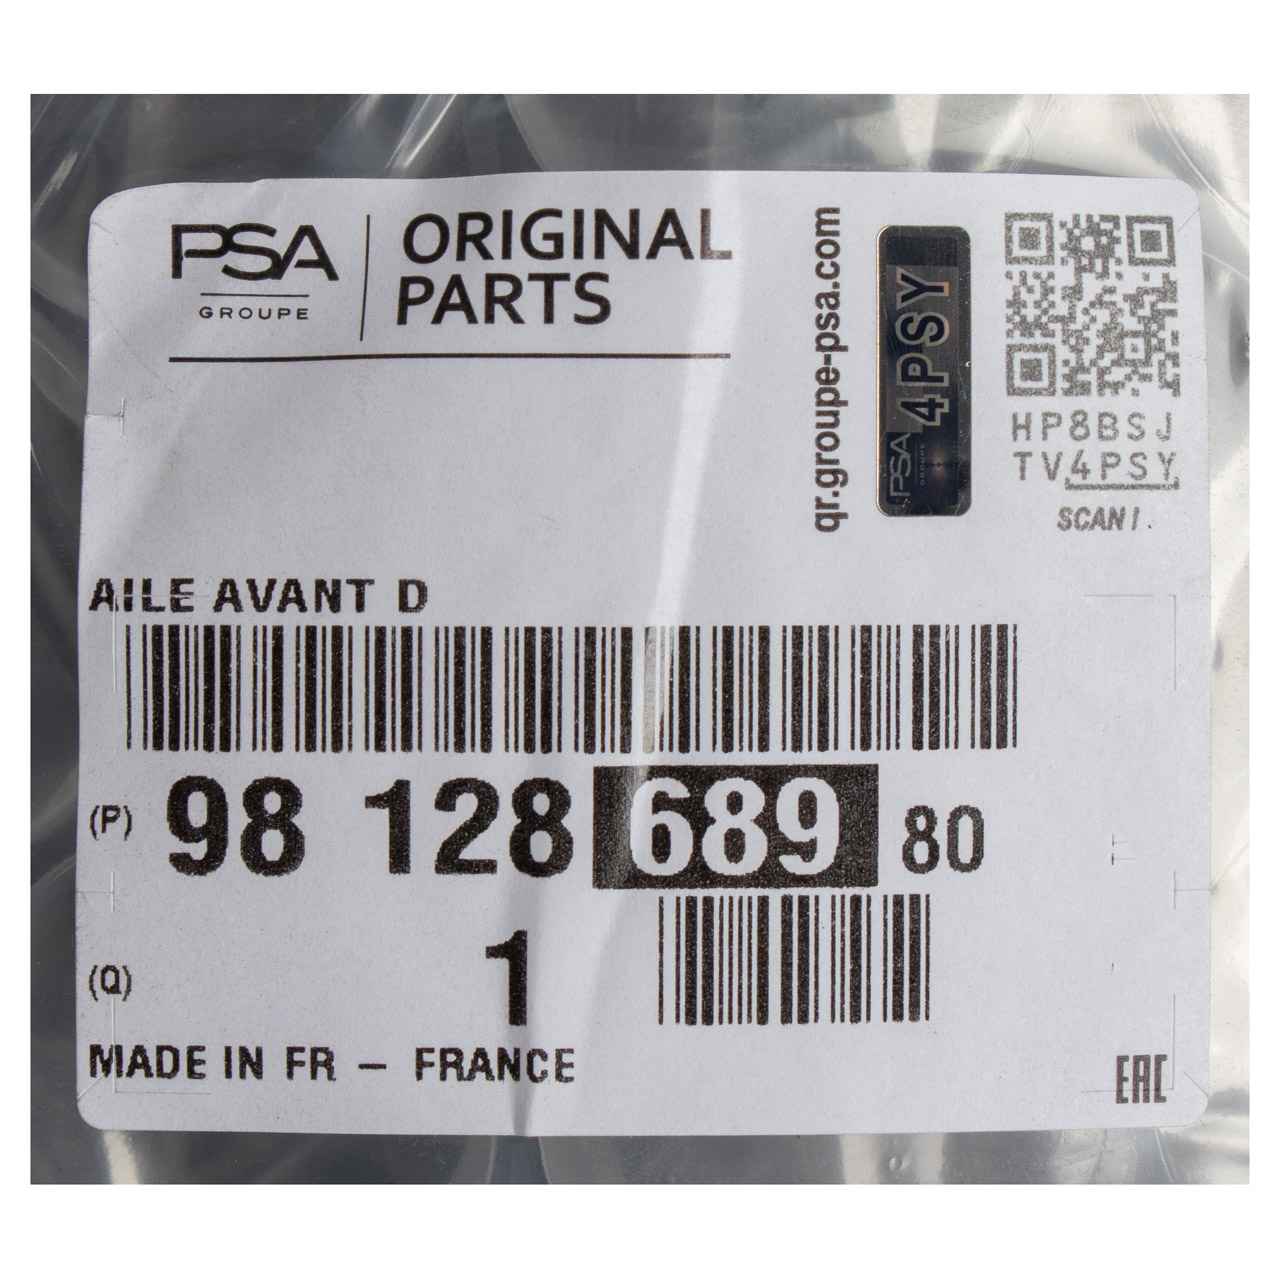 PSA
GROUPE
ORIGINAL
PARTS
qr.groupe-psa.com
4PSY
PSA
GROUPE
HP8BSJ
TV4PSY
SCAN!
AILE AVANT D
(P) 98 128 689 80
(Q) 1
MADE IN FR - FRANCE
EAC